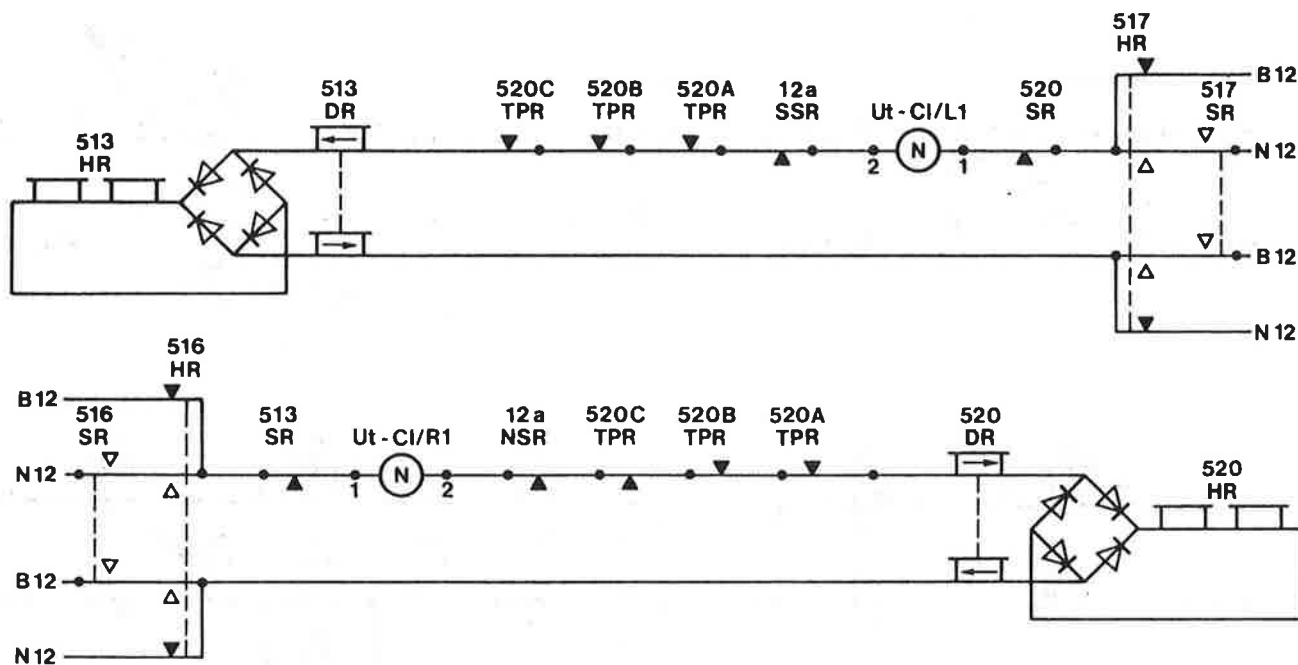 517
HR
B 12
513
DR
520C
TPR
520B
TPR
520A
TPR
12a
SSR
Ut - Cl/L1
520
SR
517
SR
513
HR
2
N
1
N 12
B 12
N 12
516
HR
B 12
516
SR
513
SR
Ut - Cl/R1
12a
NSR
520C
TPR
520B
TPR
520A
TPR
520
DR
N 12
1
N
2
520
HR
B 12
N 12